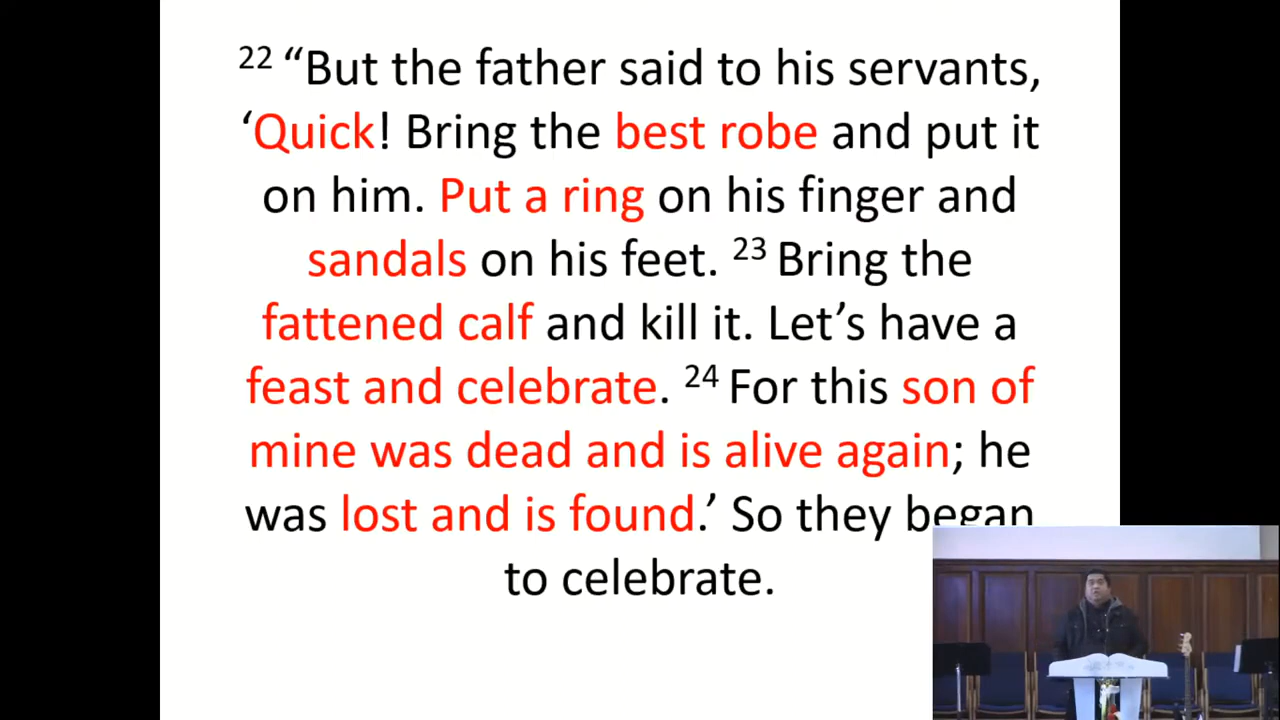 22 “But the father said to his servants,
‘Quick! Bring the best robe and put it
on him. Put a ring on his finger and
sandals on his feet. 23 Bring the
fattened calf and kill it. Let’s have a
feast and celebrate. 24 For this son of
mine was dead and is alive again; he
was lost and is found.’ So they began
to celebrate.